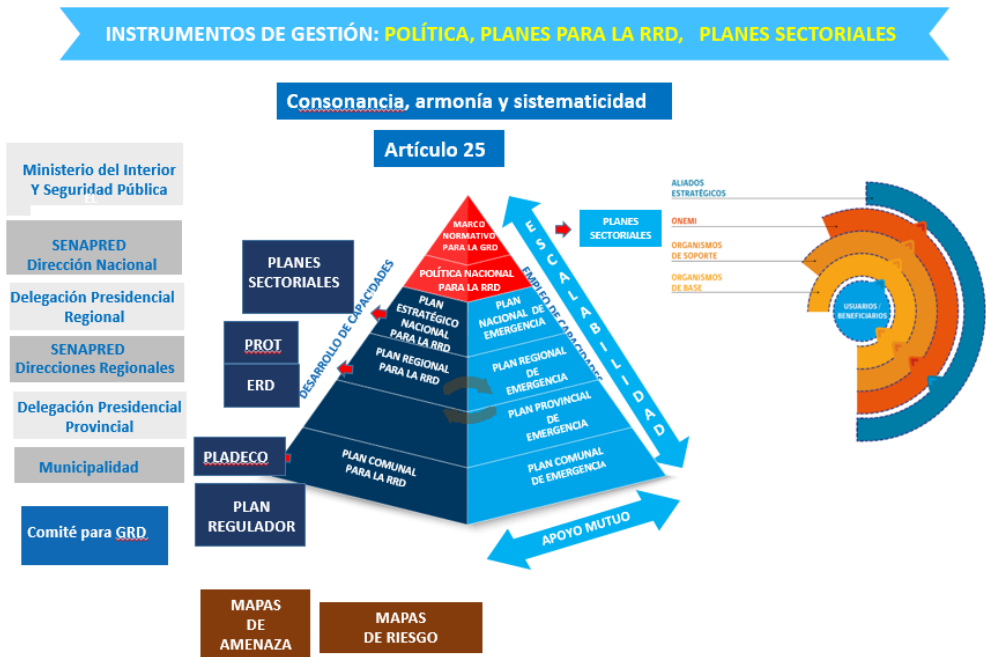 INSTRUMENTOS DE GESTIÓN: POLÍTICA, PLANES PARA LA RRD, PLANES SECTORIALES
Consonancia, armonía y sistematicidad
Artículo 25
Ministerio del Interior
Y Seguridad Pública
EL
SENAPRED
Dirección Nacional
Delegación Presidencial
Regional
SENAPRED
Direcciones Regionales
Delegación Presidencial
Provincial
Municipalidad
Comité para GRD
PLANES
SECTORIALES
PROT
ERD
PLADECO
PLAN
REGULADOR
MAPAS
DE
AMENAZA
MAPAS
DE RIESGO
DESARROLLO DE CAPACIDADES
MARCO
NORMATIVO
PARA LA GRD
POLÍTICA NACIONAL
PARA LA RRD
PLAN
ESTRATÉGICO
NACIONAL
PARA LA RRD
PLAN REGIONAL
PARA LA RRD
PLAN COMUNAL
PARA LA RRD
PLAN
NACIONAL DE
EMERGENCIA
PLAN REGIONAL
DE
EMERGENCIA
PLAN PROVINCIAL
DE
EMERGENCIA
PLAN COMUNAL
DE EMERGENCIA
EMPLEO DE CAPACIDADES
ESCALABILIDAD
APOYO MUTUO
PLANES
SECTORIALES
ALIADOS
ESTRATÉGICOS
ONEMI
ORGANISMOS
DE SOPORTE
ORGANISMOS
DE BASE
USUARIOS /
BENEFICIARIOS